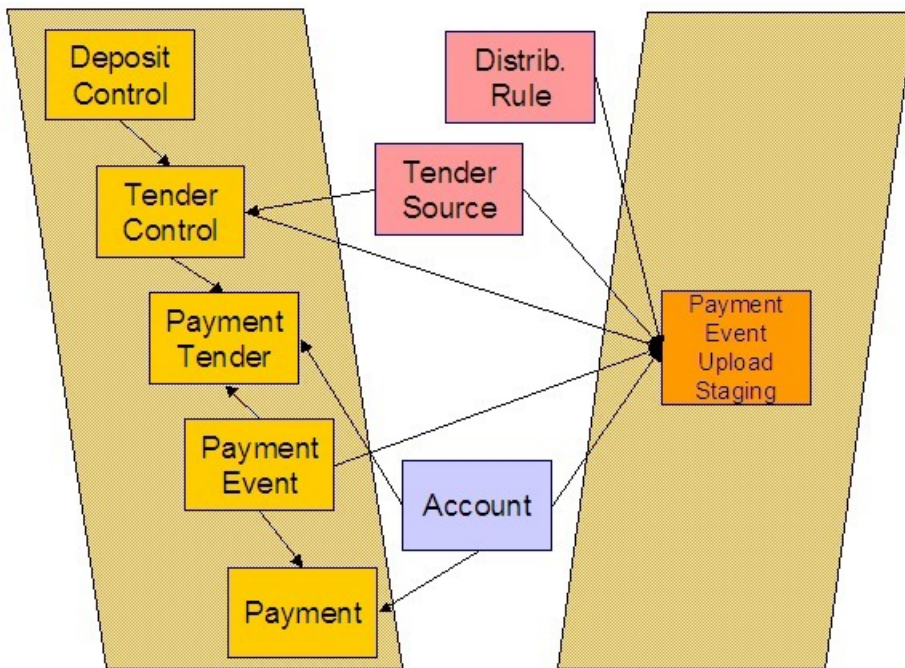 Deposit
Control
Distrib.
Rule
Tender
Control
Tender
Source
Payment
Tender
Payment
Event
Upload
Staging
Payment
Event
Account
Payment